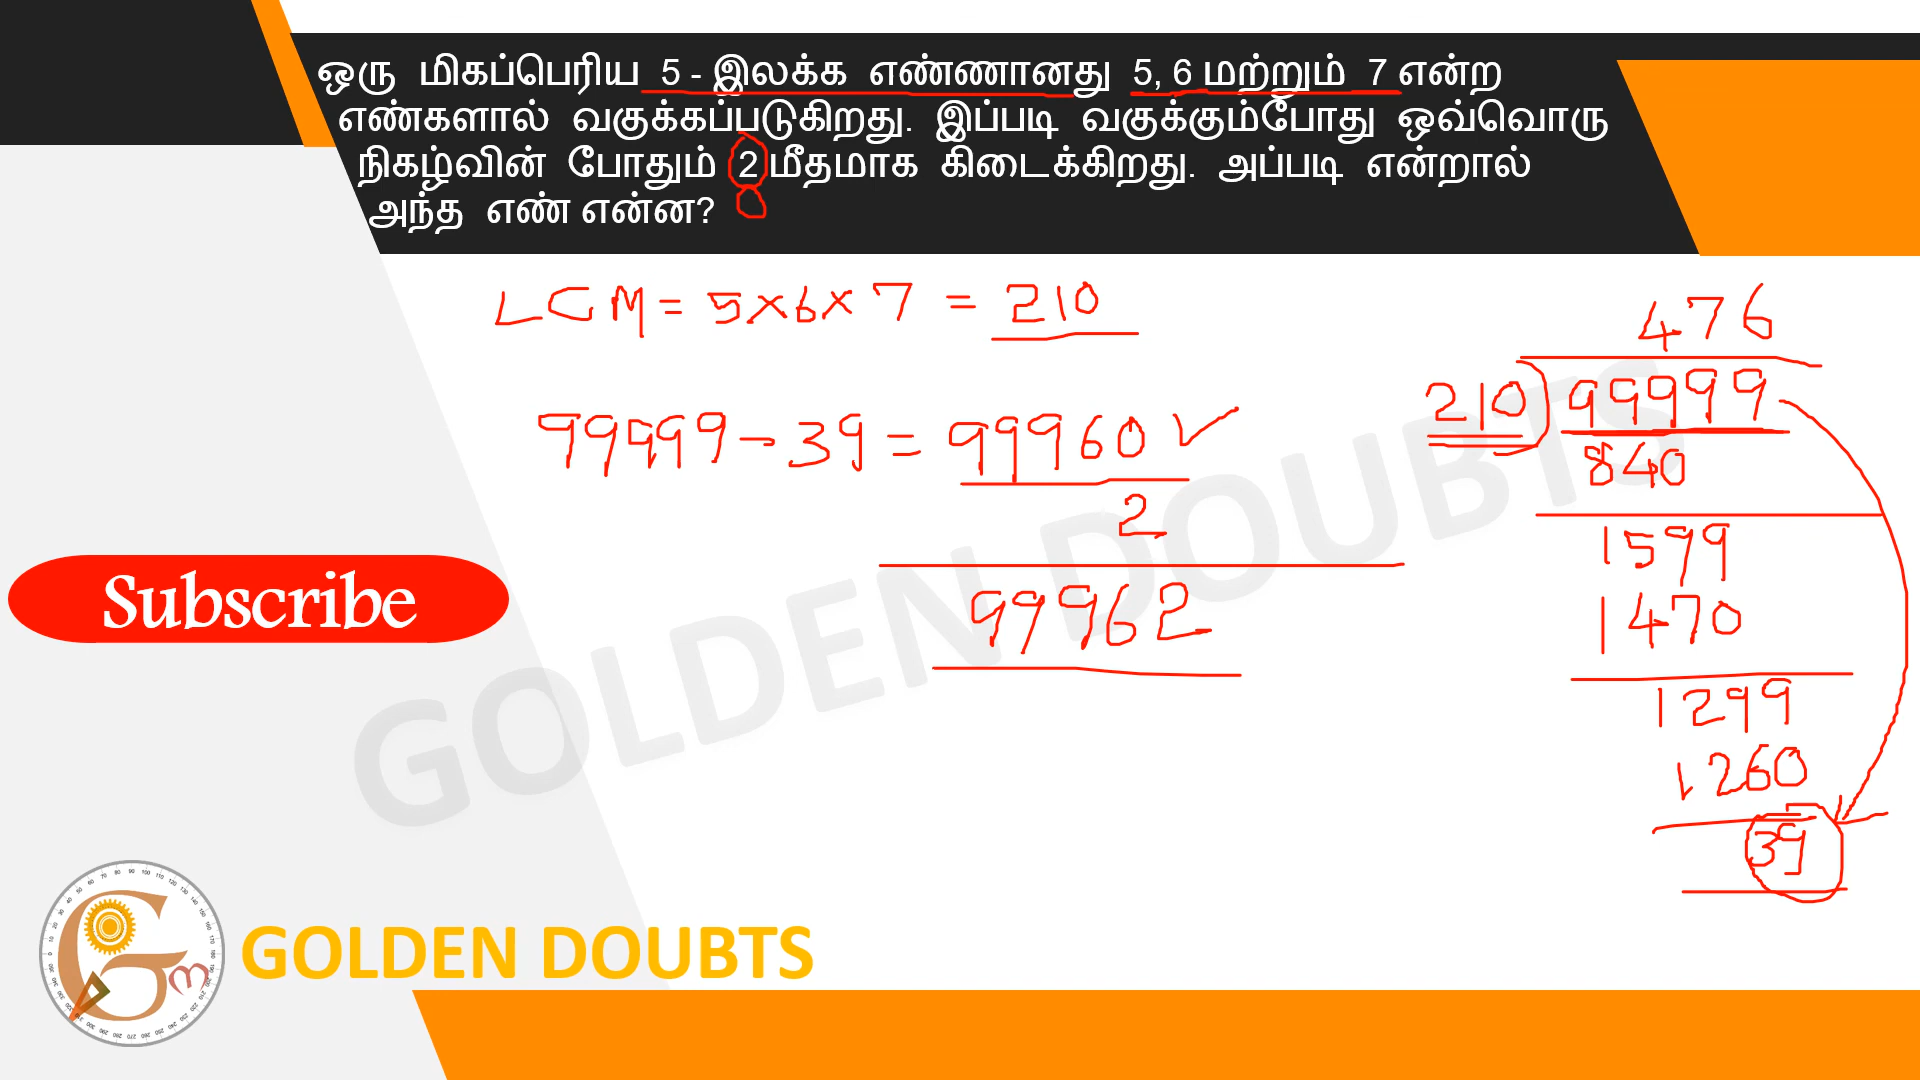 ஒரு மிகப்பெரிய 5 - இலக்க எண்ணானது 5, 6 மற்றும் 7 என்ற
எண்களால் வகுக்கப்படுகிறது. இப்படி வகுக்கும்போது ஒவ்வொரு
நிகழ்வின் போதும் 2 மீதமாக கிடைக்கிறது. அப்படி என்றால்
அந்த எண் என்ன? 0
LCM = 5×6×7 = 210
99999 - 39 = 99960 ✓
2
99962
476
210) 99999
840
1599
1470
1299
1260
39
Subscribe
GOLDEN DOUBTS
GOLDEN DOUBTS